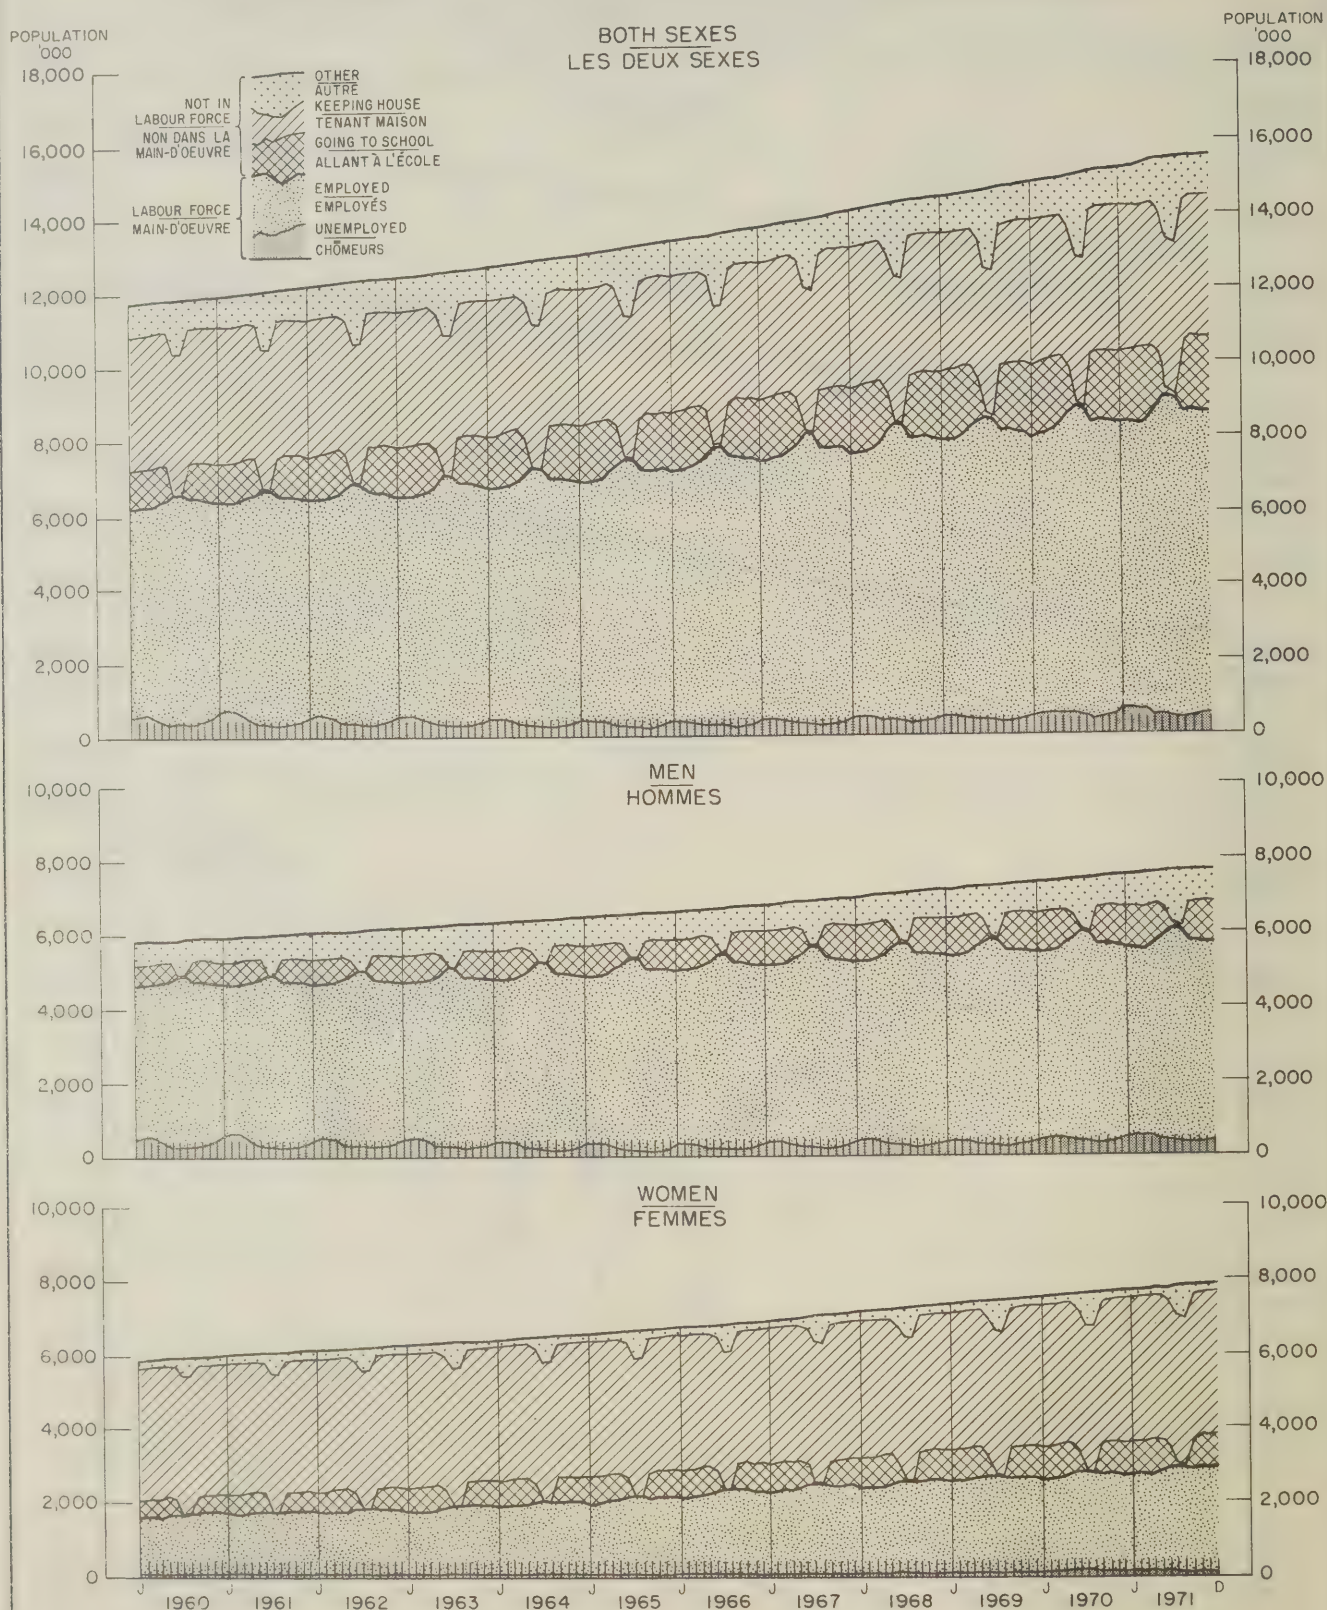 BOTH SEXES
LES DEUX SEXES
POPULATION
'000
18,000
16,000
14,000
12,000
10,000
8,000
6,000
4,000
2,000
0
NOT IN
LABOUR FORCE
NON DANS LA
MAIN-D'OEUVRE
LABOUR FORCE
MAIN-D'OEUVRE
OTHER
AUTRE
KEEPING HOUSE
TENANT MAISON
GOING TO SCHOOL
ALLANT À L'ÉCOLE
EMPLOYED
EMPLOYÉS
UNEMPLOYED
CHÔMEURS
POPULATION
'000
18,000
16,000
14,000
12,000
10,000
8,000
6,000
4,000
2,000
0
MEN
HOMMES
10,000
8,000
6,000
4,000
2,000
0
10,000
8,000
6,000
4,000
2,000
0
WOMEN
FEMMES
10,000
8,000
6,000
4,000
2,000
0
10,000
8,000
6,000
4,000
2,000
0
J J J J J J J J J J J J D
1960 1961 1962 1963 1964 1965 1966 1967 1968 1969 1970 1971